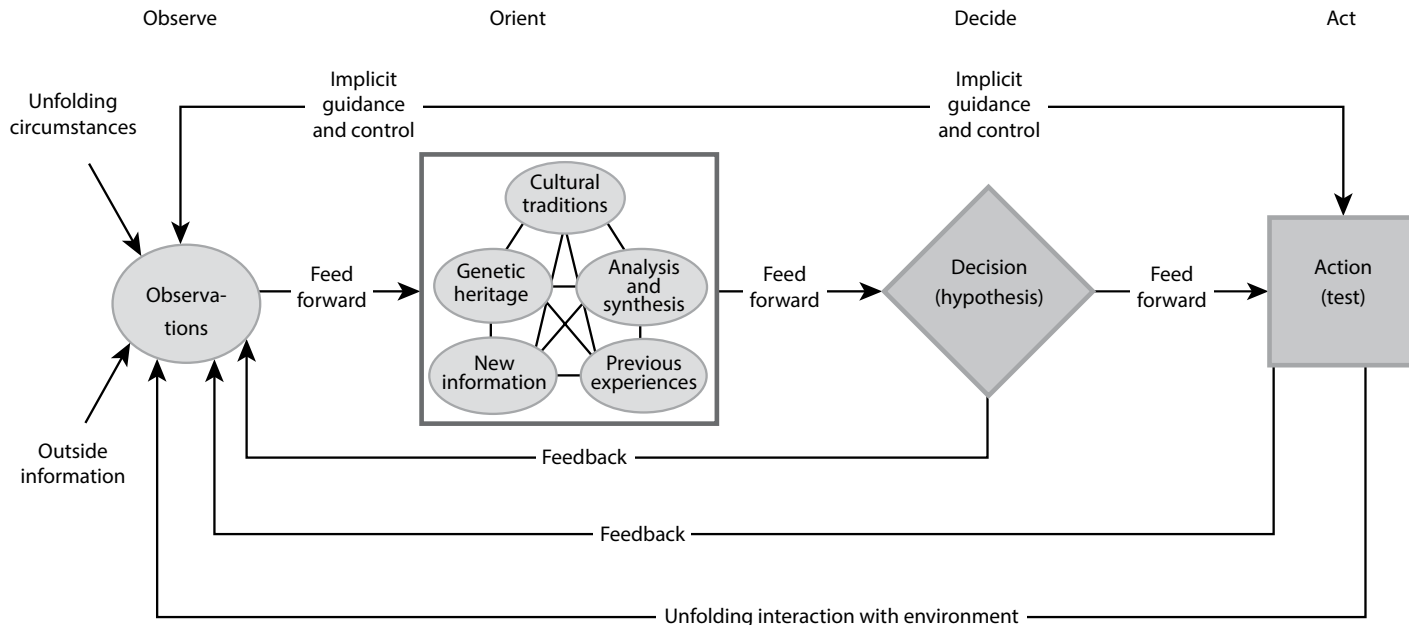 Observe
Orient
Decide
Act
Implicit
guidance
and control
Implicit
guidance
and control
Unfolding
circumstances
Cultural
traditions
Genetic
heritage
Analysis
and
synthesis
New
information
Previous
experiences
Observa-
tions
Feed
forward
Feed
forward
Decision
(hypothesis)
Feed
forward
Action
(test)
Outside
information
Feedback
Feedback
Unfolding interaction with environment